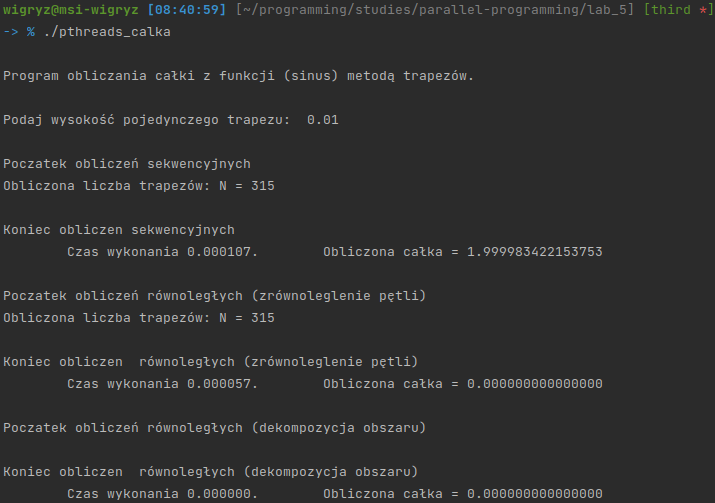 wigryz@msi-wigryz [08:40:59] [~/programming/studies/parallel-programming/lab_5] [third *]
-> % ./pthreads_calka
Program obliczania całki z funkcji (sinus) metodą trapezów.
Podaj wysokość pojedynczego trapezu:  0.01
Poczatek obliczeń sekwencyjnych
Obliczona liczba trapezów: N = 315
Koniec obliczen sekwencyjnych
        Czas wykonania 0.000107.        Obliczona całka = 1.999983422153753
Poczatek obliczeń równoległych (zrównoleglenie pętli)
Obliczona liczba trapezów: N = 315
Koniec obliczen  równoległych (zrównoleglenie pętli)
        Czas wykonania 0.000057.        Obliczona całka = 0.000000000000000
Poczatek obliczeń równoległych (dekompozycja obszaru)
Koniec obliczen  równoległych (dekompozycja obszaru)
        Czas wykonania 0.000000.        Obliczona całka = 0.000000000000000